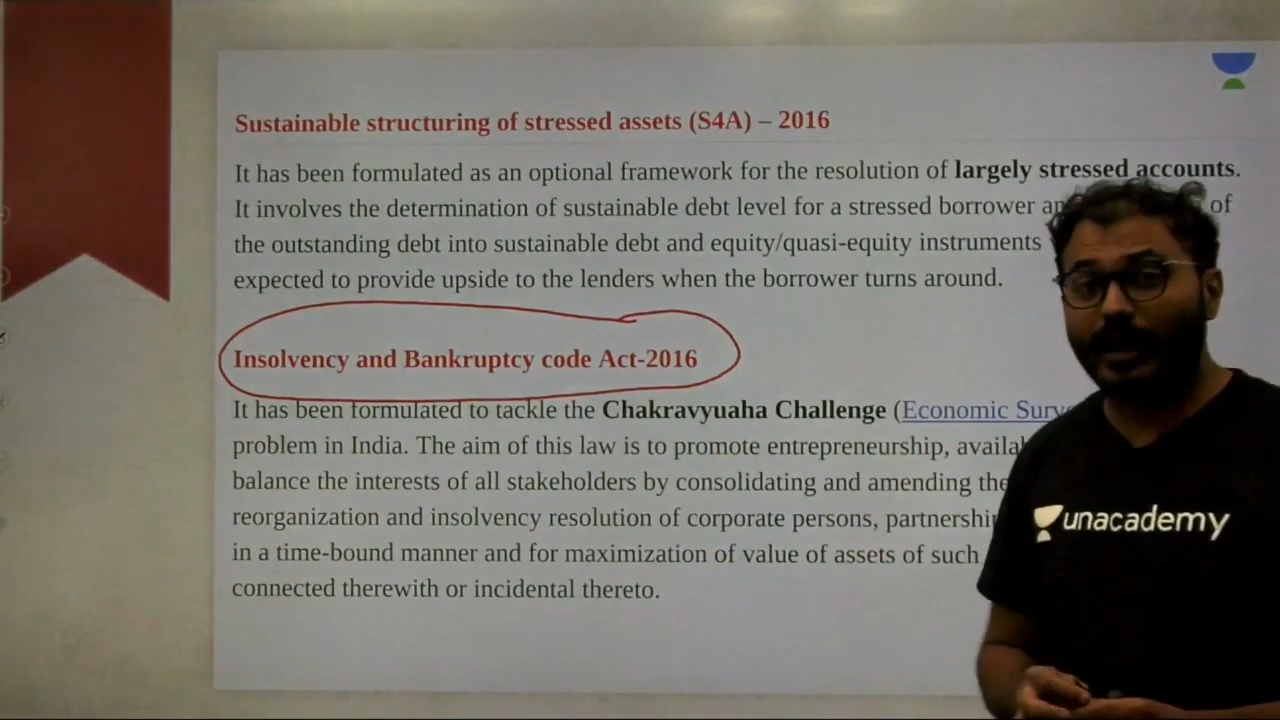 Sustainable structuring of stressed assets (S4A) – 2016
It has been formulated as an optional framework for the resolution of largely stressed accounts.
It involves the determination of sustainable debt level for a stressed borrower of
the outstanding debt into sustainable debt and equity/quasi-equity instruments
expected to provide upside to the lenders when the borrower turns around.
Insolvency and Bankruptcy code Act-2016
It has been formulated to tackle the Chakravyuaha Challenge (Economic
problem in India. The aim of this law is to promote entrepreneurship,
balance the interests of all stakeholders by consolidating and amending the
reorganization and insolvency resolution of corporate persons,
in a time-bound manner and for maximization of value of assets of such
connected therewith or incidental thereto.
unacademy